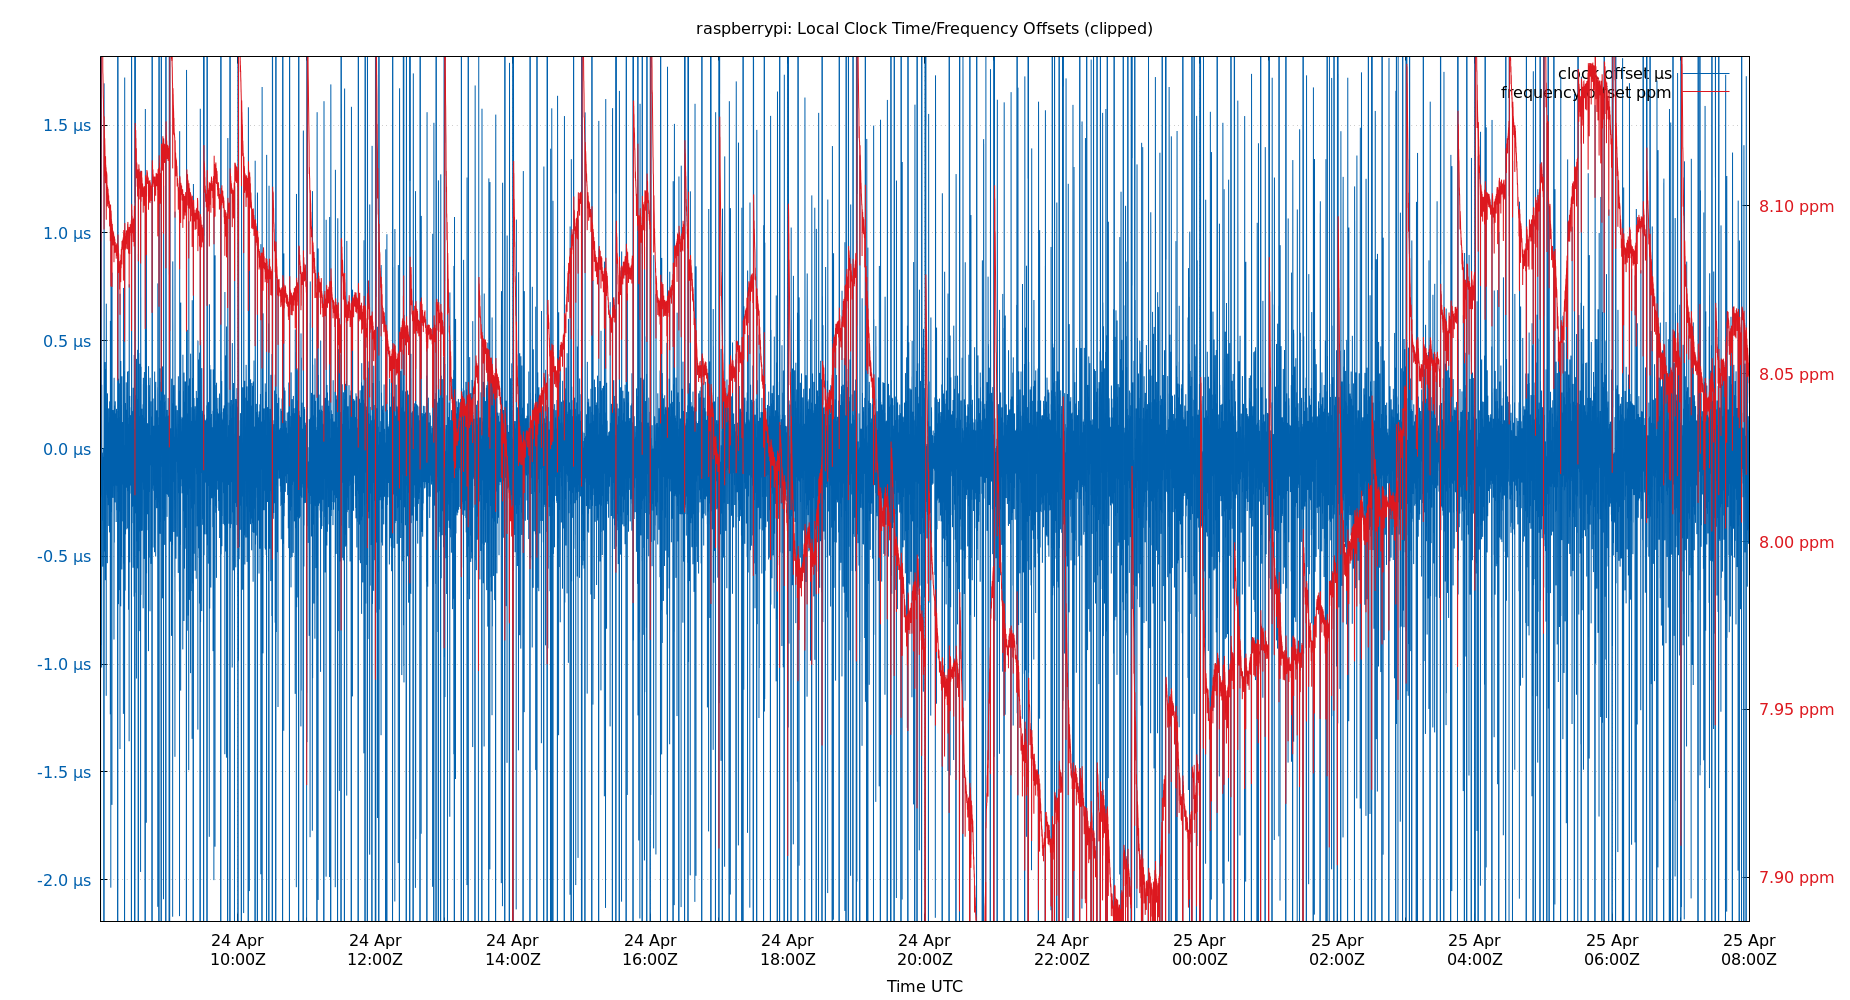 raspberrypi: Local Clock Time/Frequency Offsets (clipped)
clock offset µs
frequency offset ppm
1.5 µs
1.0 µs
0.5 µs
0.0 µs
-0.5 µs
-1.0 µs
-1.5 µs
-2.0 µs
8.10 ppm
8.05 ppm
8.00 ppm
7.95 ppm
7.90 ppm
24 Apr 24 Apr 24 Apr 24 Apr 24 Apr 24 Apr 24 Apr 25 Apr 25 Apr 25 Apr 25 Apr 25 Apr
10:00Z 12:00Z 14:00Z 16:00Z 18:00Z 20:00Z 22:00Z 00:00Z 02:00Z 04:00Z 06:00Z 08:00Z
Time UTC